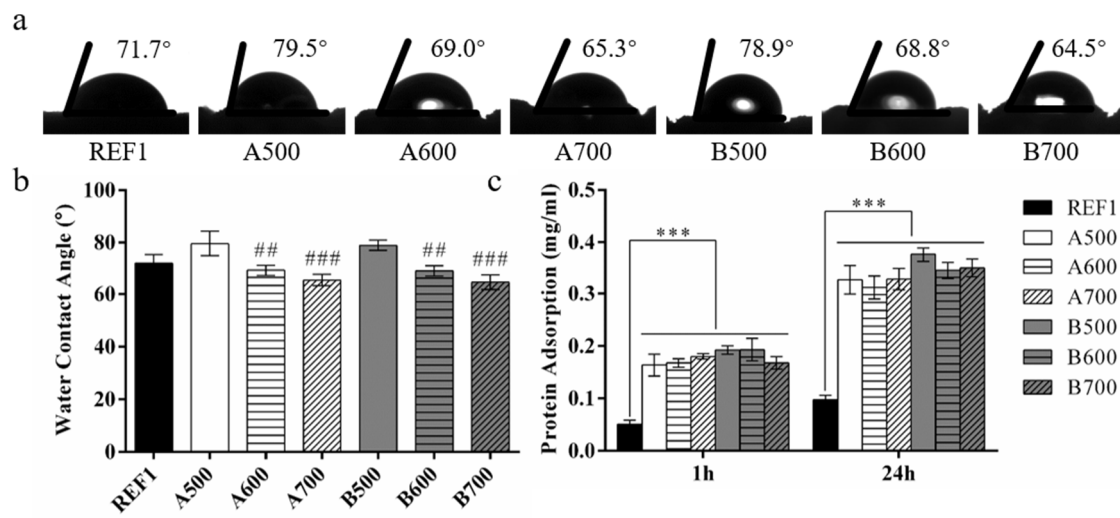 a
71.7° 79.5° 69.0° 65.3° 78.9° 68.8° 64.5°
REF1 A500 A600 A700 B500 B600 B700
b
Water Contact Angle (°)
100
80
60
40
20
0
## ### ## ###
REF1 A500 A600 A700 B500 B600 B700
c
Protein Adsorption (mg/ml)
0.5
0.4
0.3
0.2
0.1
0.0
***
***
1h 24h
REF1
A500
A600
A700
B500
B600
B700